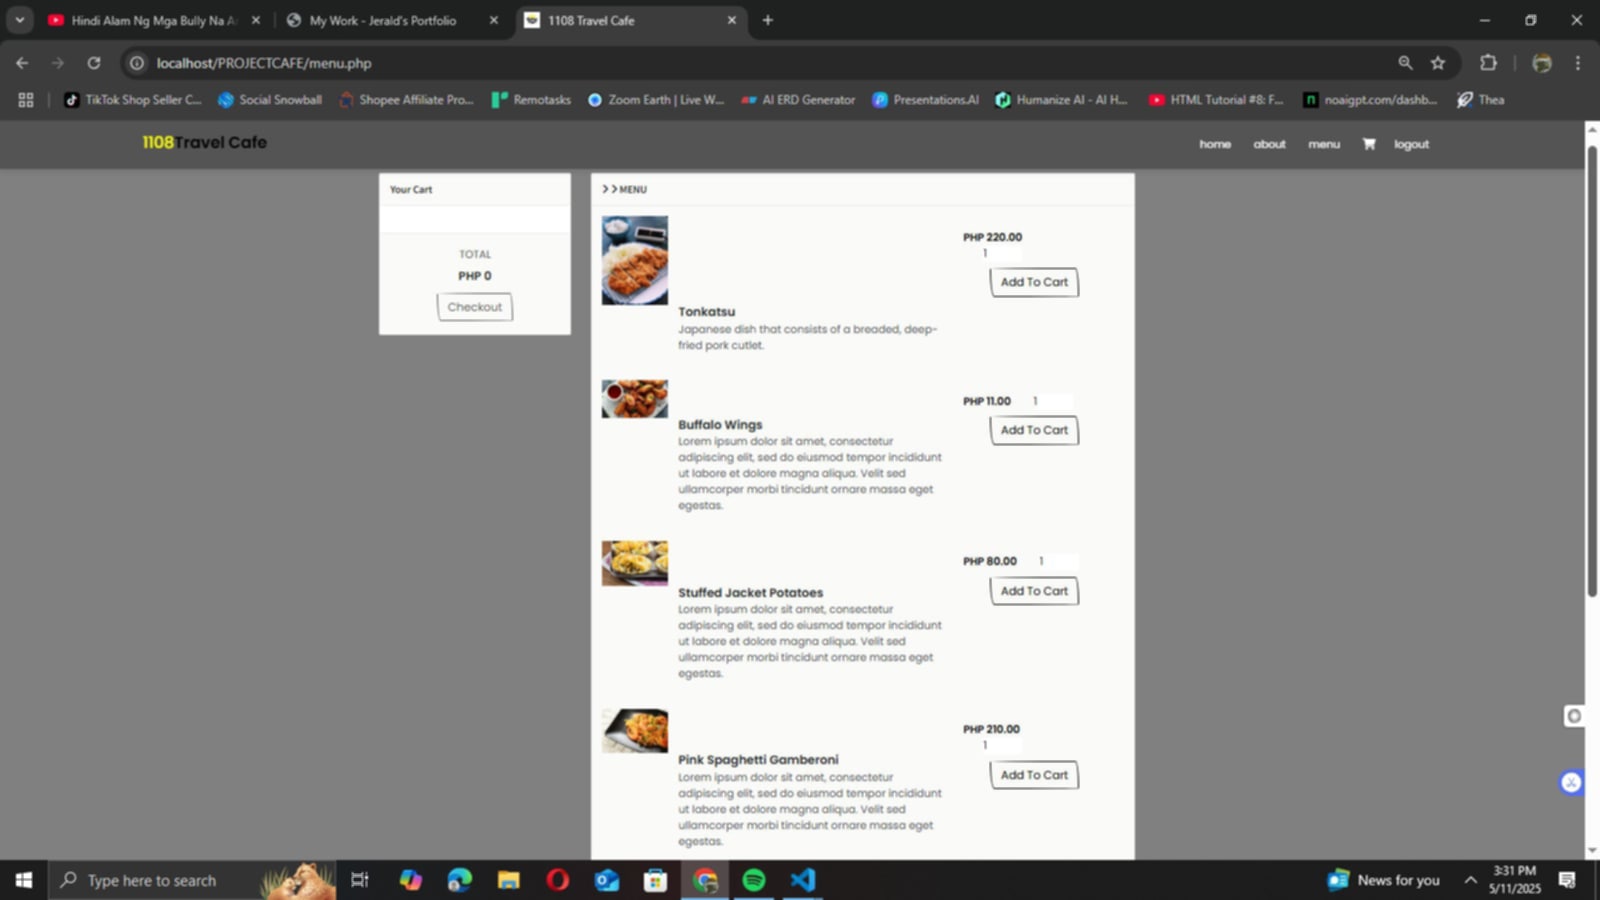 Hindi Alam Ng Mga Bully Na A
My Work - Jerald's Portfolio
1108 Travel Cafe
localhost/PROJECTCAFE/menu.php
TikTok Shop Seller C...
Social Snowball
Shopee Affiliate Pro...
Remotasks
Zoom Earth | Live W...
AI ERD Generator
Presentations.AI
Humanize AI - AI H...
HTML Tutorial #8: F...
noaigpt.com/dashb...
Thea
1108Travel Cafe
home
about
menu
logout
Your Cart
TOTAL
PHP 0
Checkout
>>MENU
PHP 220.00
1
Add To Cart
Tonkatsu
Japanese dish that consists of a breaded, deep-
fried pork cutlet.
PHP 11.00 1
Add To Cart
Buffalo Wings
Lorem ipsum dolor sit amet, consectetur
adipiscing elit, sed do eiusmod tempor incididunt
ut labore et dolore magna aliqua. Velit sed
ullamcorper morbi tincidunt ornare massa eget
egestas.
PHP 80.00 1
Add To Cart
Stuffed Jacket Potatoes
Lorem ipsum dolor sit amet, consectetur
adipiscing elit, sed do eiusmod tempor incididunt
ut labore et dolore magna aliqua. Velit sed
ullamcorper morbi tincidunt ornare massa eget
egestas.
PHP 210.00
1
Add To Cart
Pink Spaghetti Gamberoni
Lorem ipsum dolor sit amet, consectetur
adipiscing elit, sed do eiusmod tempor incididunt
ut labore et dolore magna aliqua. Velit sed
ullamcorper morbi tincidunt ornare massa eget
egestas.
Type here to search
News for you
3:31 PM
5/11/2025